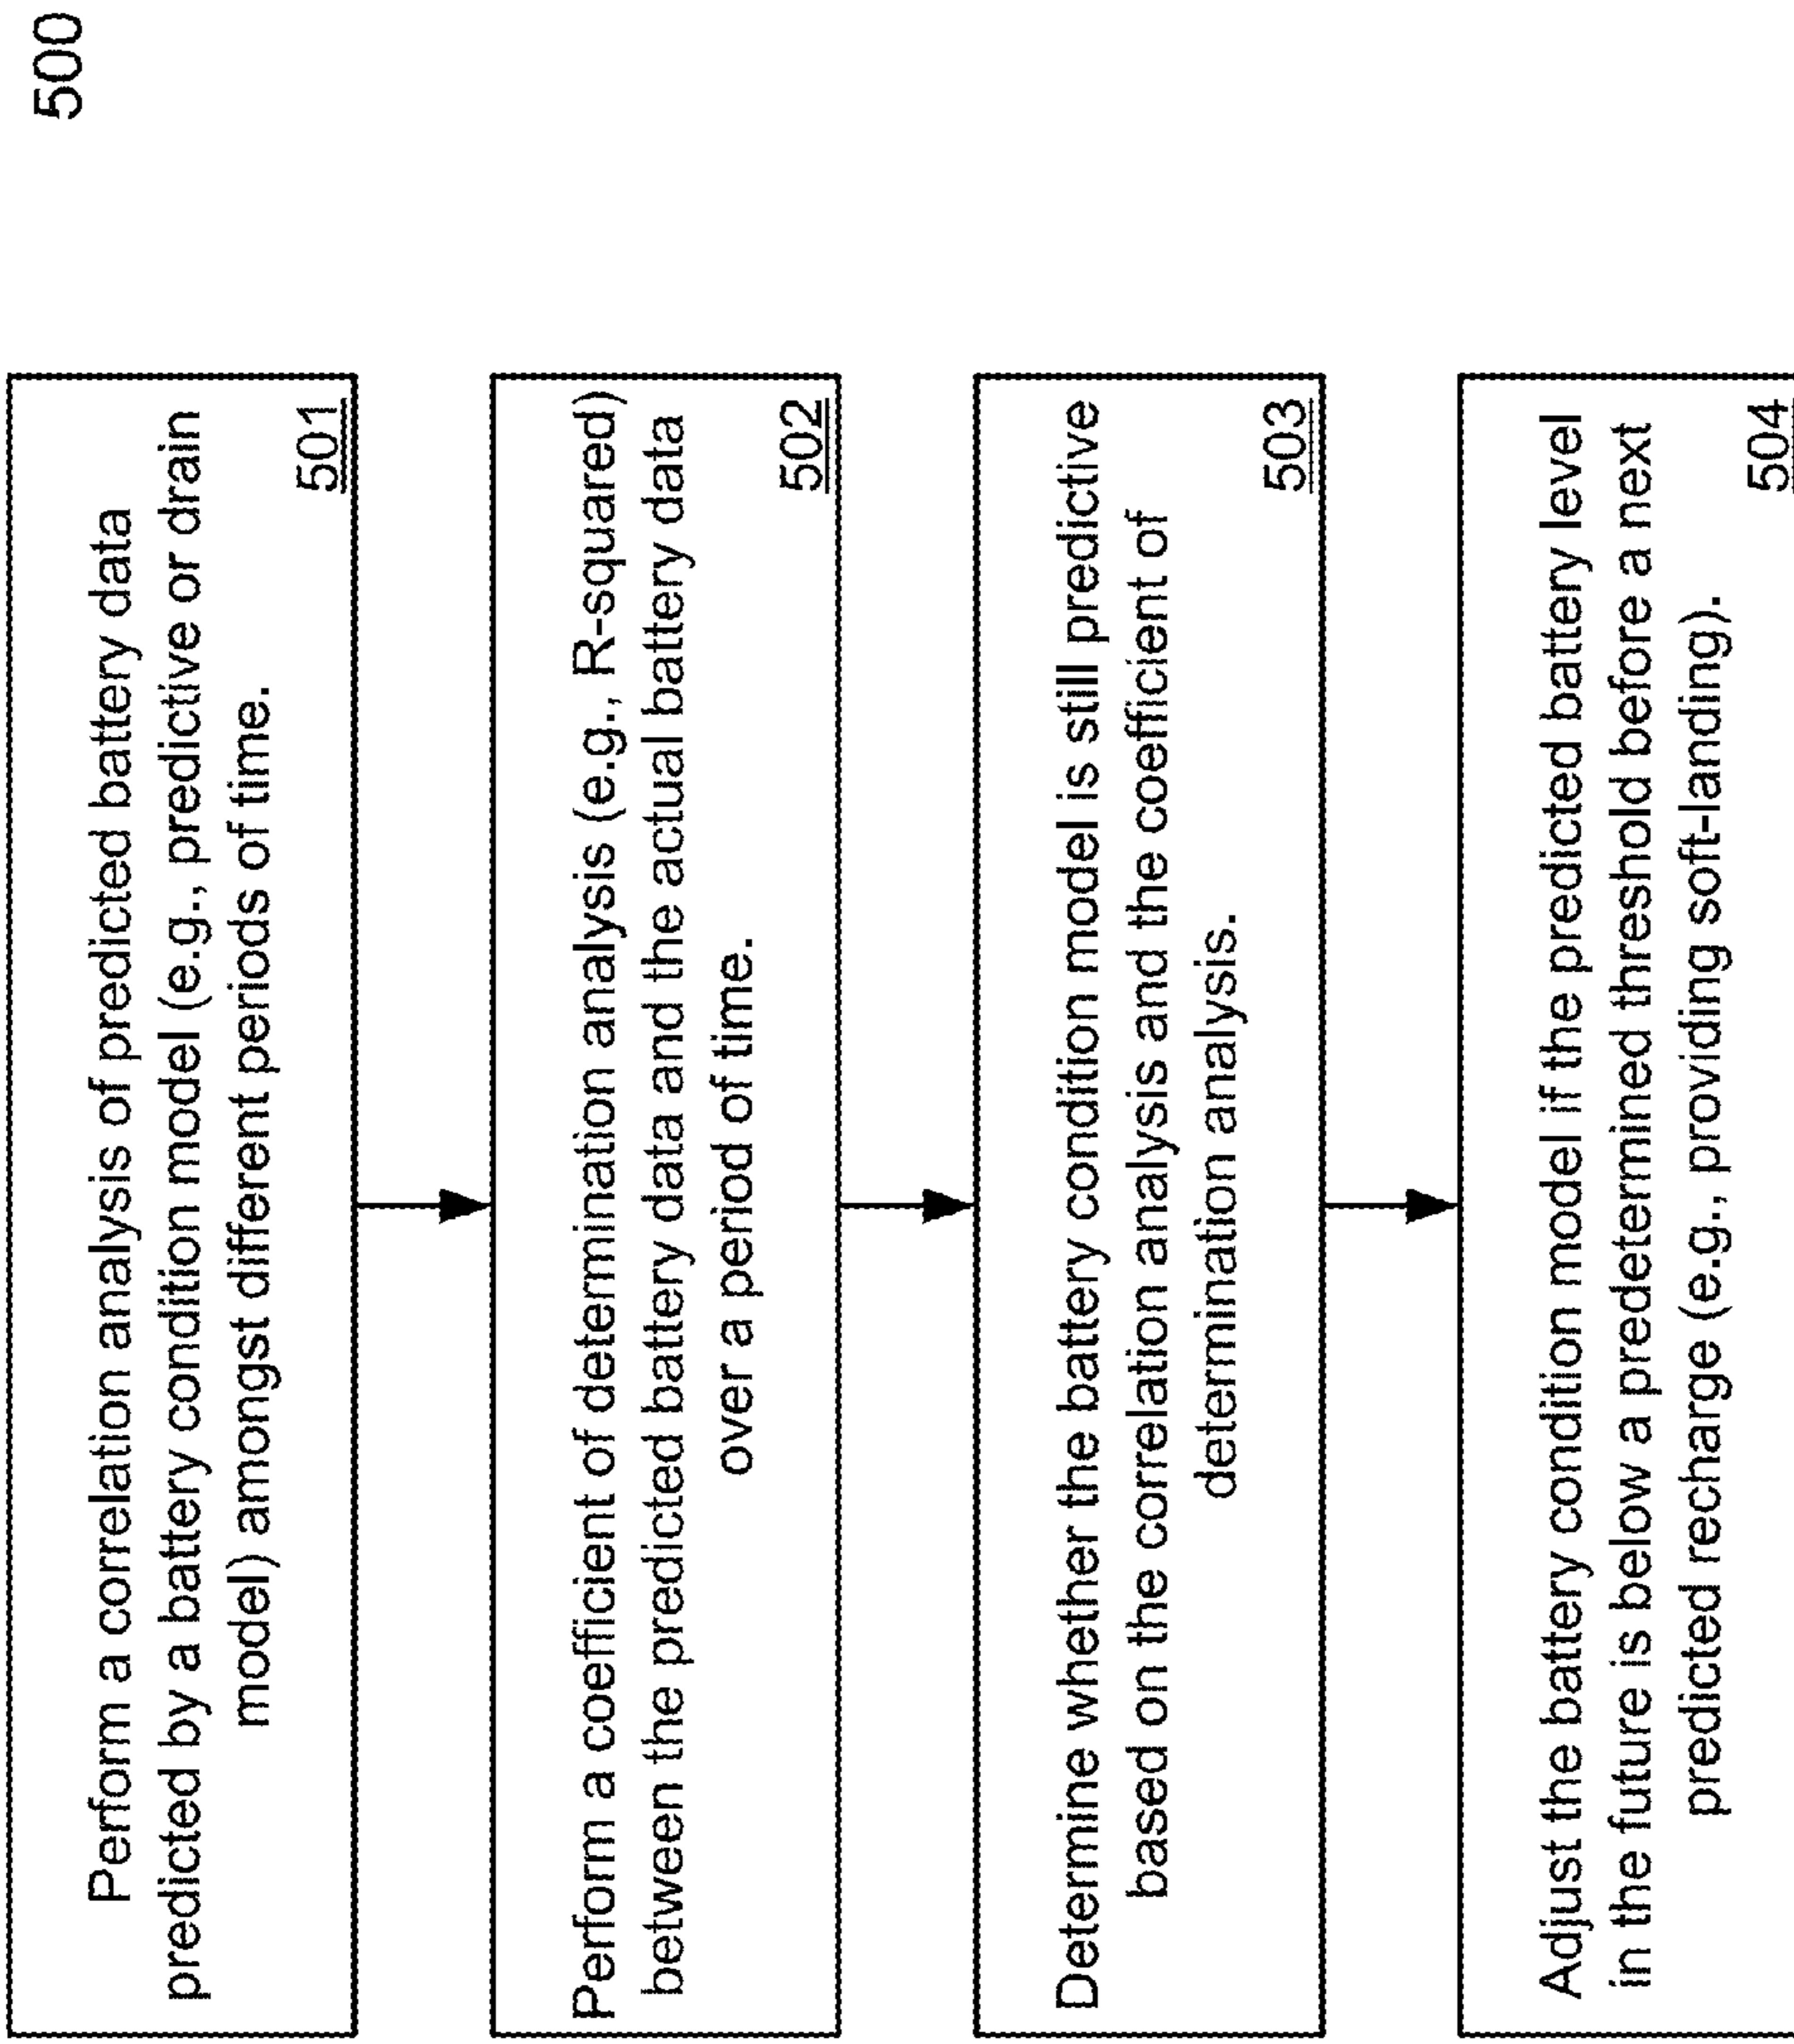 500
Perform a correlation analysis of predicted battery data
predicted by a battery condition model (e.g., predictive or drain
model) amongst different periods of time.
501
Perform a coefficient of determination analysis (e.g., R-squared)
between the predicted battery data and the actual battery data
over a period of time.
502
Determine whether the battery condition model is still predictive
based on the correlation analysis and the coefficient of
determination analysis.
503
Adjust the battery condition model if the predicted battery level
in the future is below a predetermined threshold before a next
predicted recharge (e.g., providing soft-landing).
504